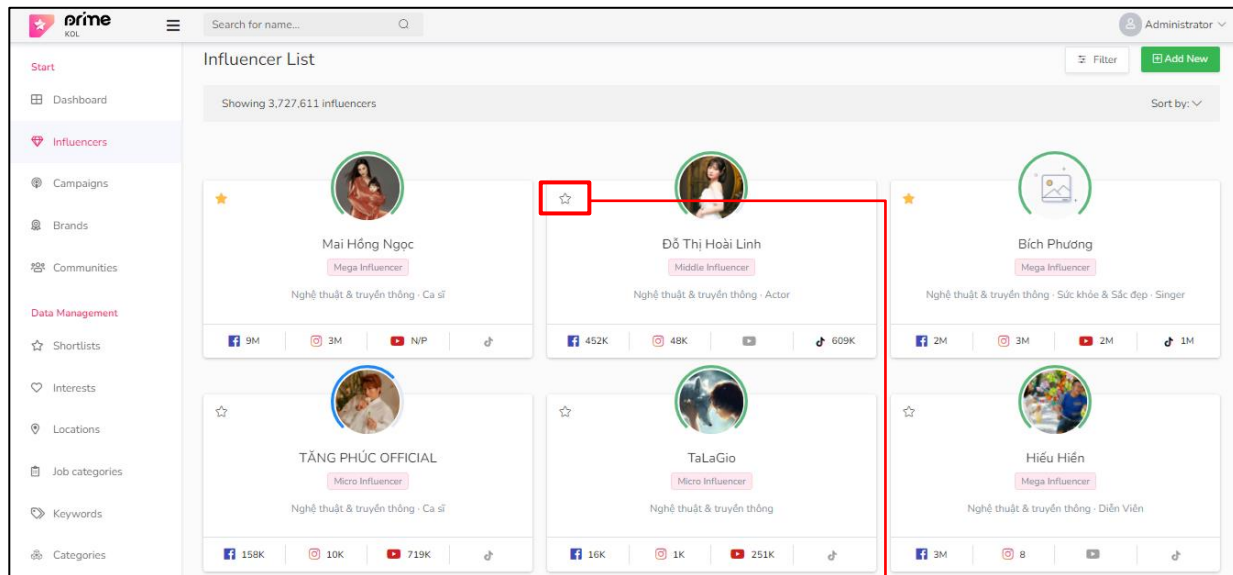 prime
KOL
Search for name...
Administrator
Start
Dashboard
Influencers
Campaigns
Brands
Communities
Data Management
Shortlists
Interests
Locations
Job categories
Keywords
Categories
Influencer List
Filter
Add New
Showing 3,727,611 influencers
Sort by:
Mai Hồng Ngọc
Mega Influencer
Nghệ thuật & truyền thông · Ca sĩ
9M 3M N/P
Đỗ Thị Hoài Linh
Middle Influencer
Nghệ thuật & truyền thông · Actor
452K 48K 609K
Bích Phương
Mega Influencer
Nghệ thuật & truyền thông · Sức khỏe & Sắc đẹp · Singer
2M 3M 2M 1M
TĂNG PHÚC OFFICIAL
Micro Influencer
Nghệ thuật & truyền thông · Ca sĩ
158K 10K 719K
TaLaGio
Micro Influencer
Nghệ thuật & truyền thông
16K 1K 251K
Hiếu Hiền
Mega Influencer
Nghệ thuật & truyền thông · Diễn Viên
3M 8